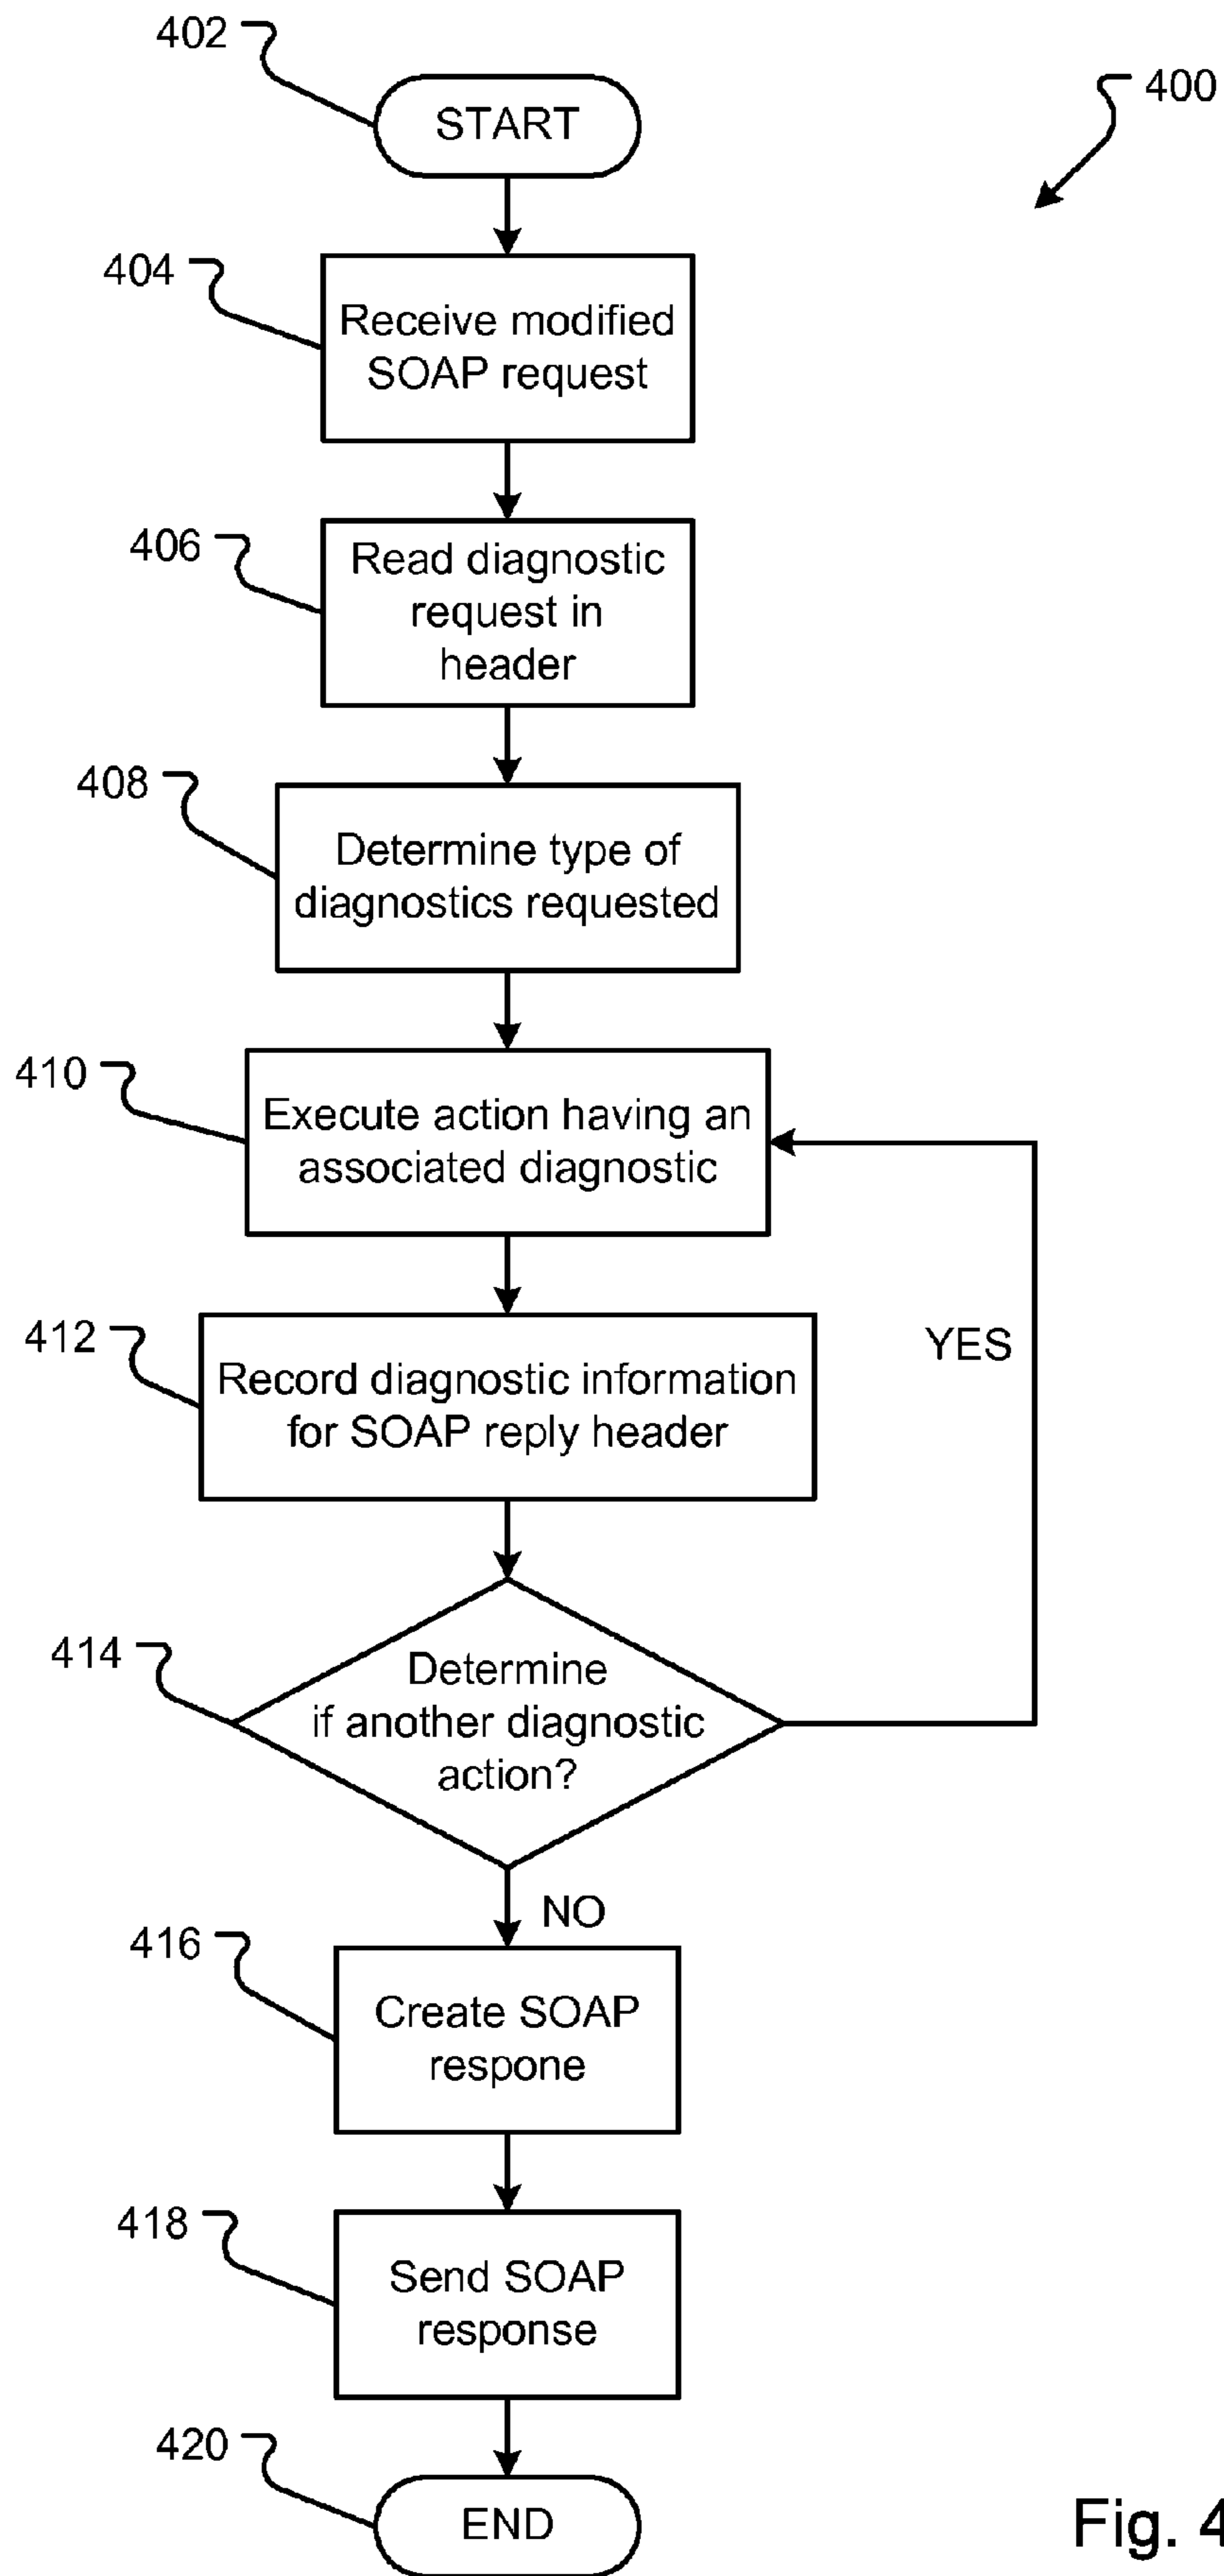 402
START
400
404
Receive modified
SOAP request
406
Read diagnostic
request in
header
408
Determine type of
diagnostics requested
410
Execute action having an
associated diagnostic
412
Record diagnostic information
for SOAP reply header
YES
414
Determine
if another diagnostic
action?
NO
416
Create SOAP
respone
418
Send SOAP
response
420
END
Fig. 4